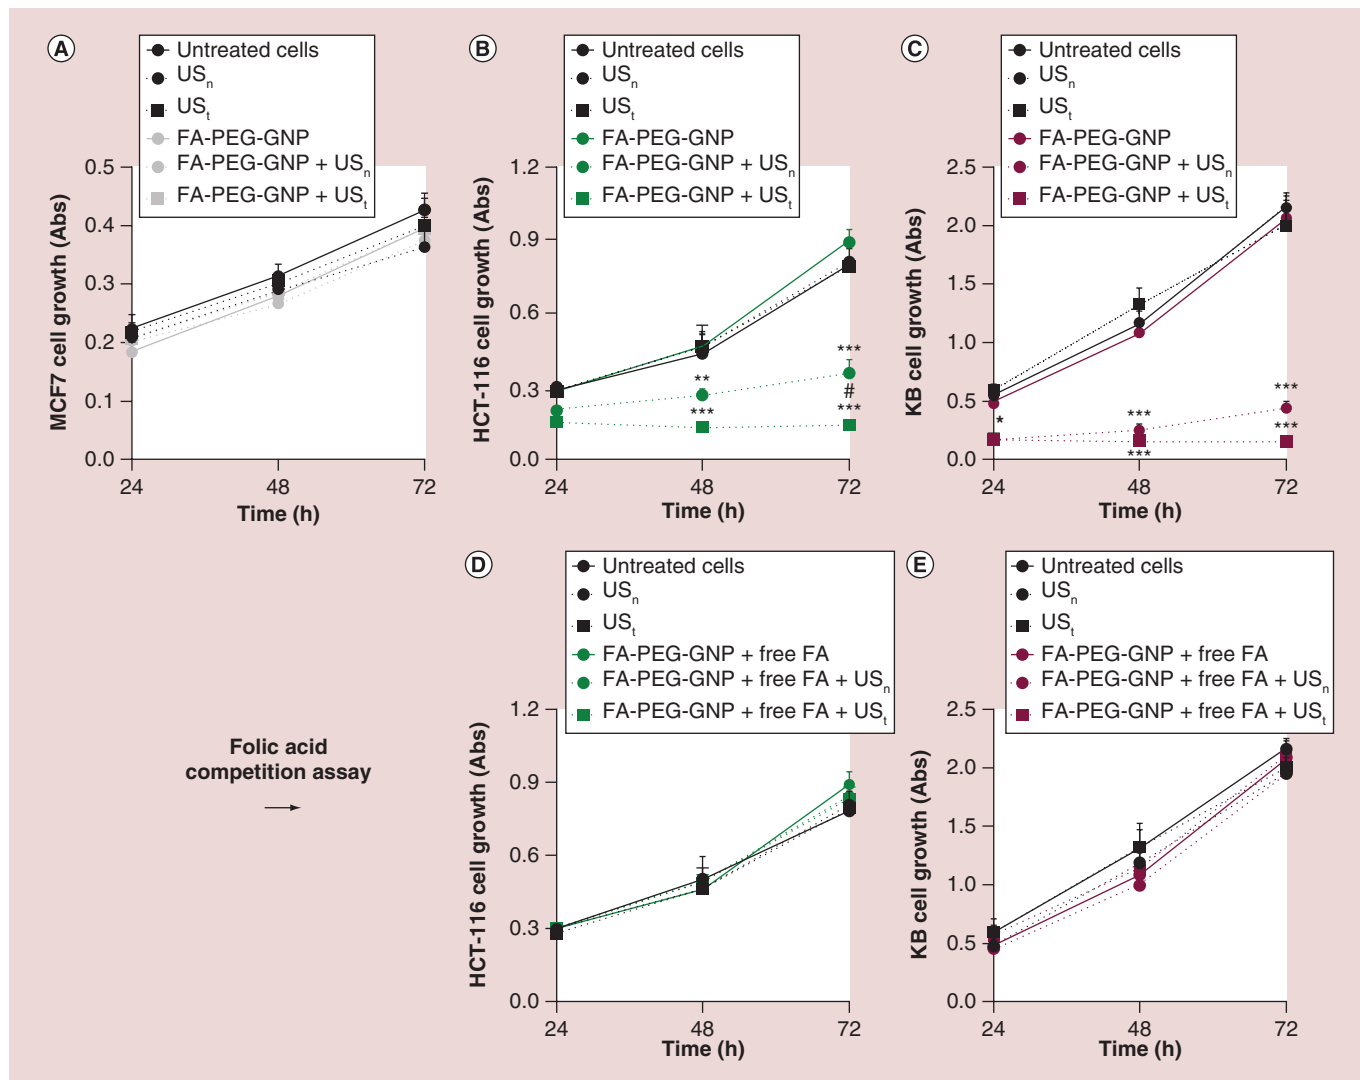 A
Untreated cells
USn
USt
FA-PEG-GNP
FA-PEG-GNP + USn
FA-PEG-GNP + USt
0.5
0.4
0.3
0.2
0.1
0.0
MCF7 cell growth (Abs)
24
48
72
Time (h)
B
Untreated cells
USn
USt
FA-PEG-GNP
FA-PEG-GNP + USn
FA-PEG-GNP + USt
1.2
0.9
0.6
0.3
0.0
HCT-116 cell growth (Abs)
**
***
***
#
***
24
48
72
Time (h)
C
Untreated cells
USn
USt
FA-PEG-GNP
FA-PEG-GNP + USn
FA-PEG-GNP + USt
2.5
2.0
1.5
1.0
0.5
0.0
KB cell growth (Abs)
*
***
***
***
***
24
48
72
Time (h)
Folic acid
competition assay
D
Untreated cells
USn
USt
FA-PEG-GNP + free FA
FA-PEG-GNP + free FA + USn
FA-PEG-GNP + free FA + USt
1.2
0.9
0.6
0.3
0.0
HCT-116 cell growth (Abs)
24
48
72
Time (h)
E
Untreated cells
USn
USt
FA-PEG-GNP + free FA
FA-PEG-GNP + free FA + USn
FA-PEG-GNP + free FA + USt
2.5
2.0
1.5
1.0
0.5
0.0
KB cell growth (Abs)
24
48
72
Time (h)